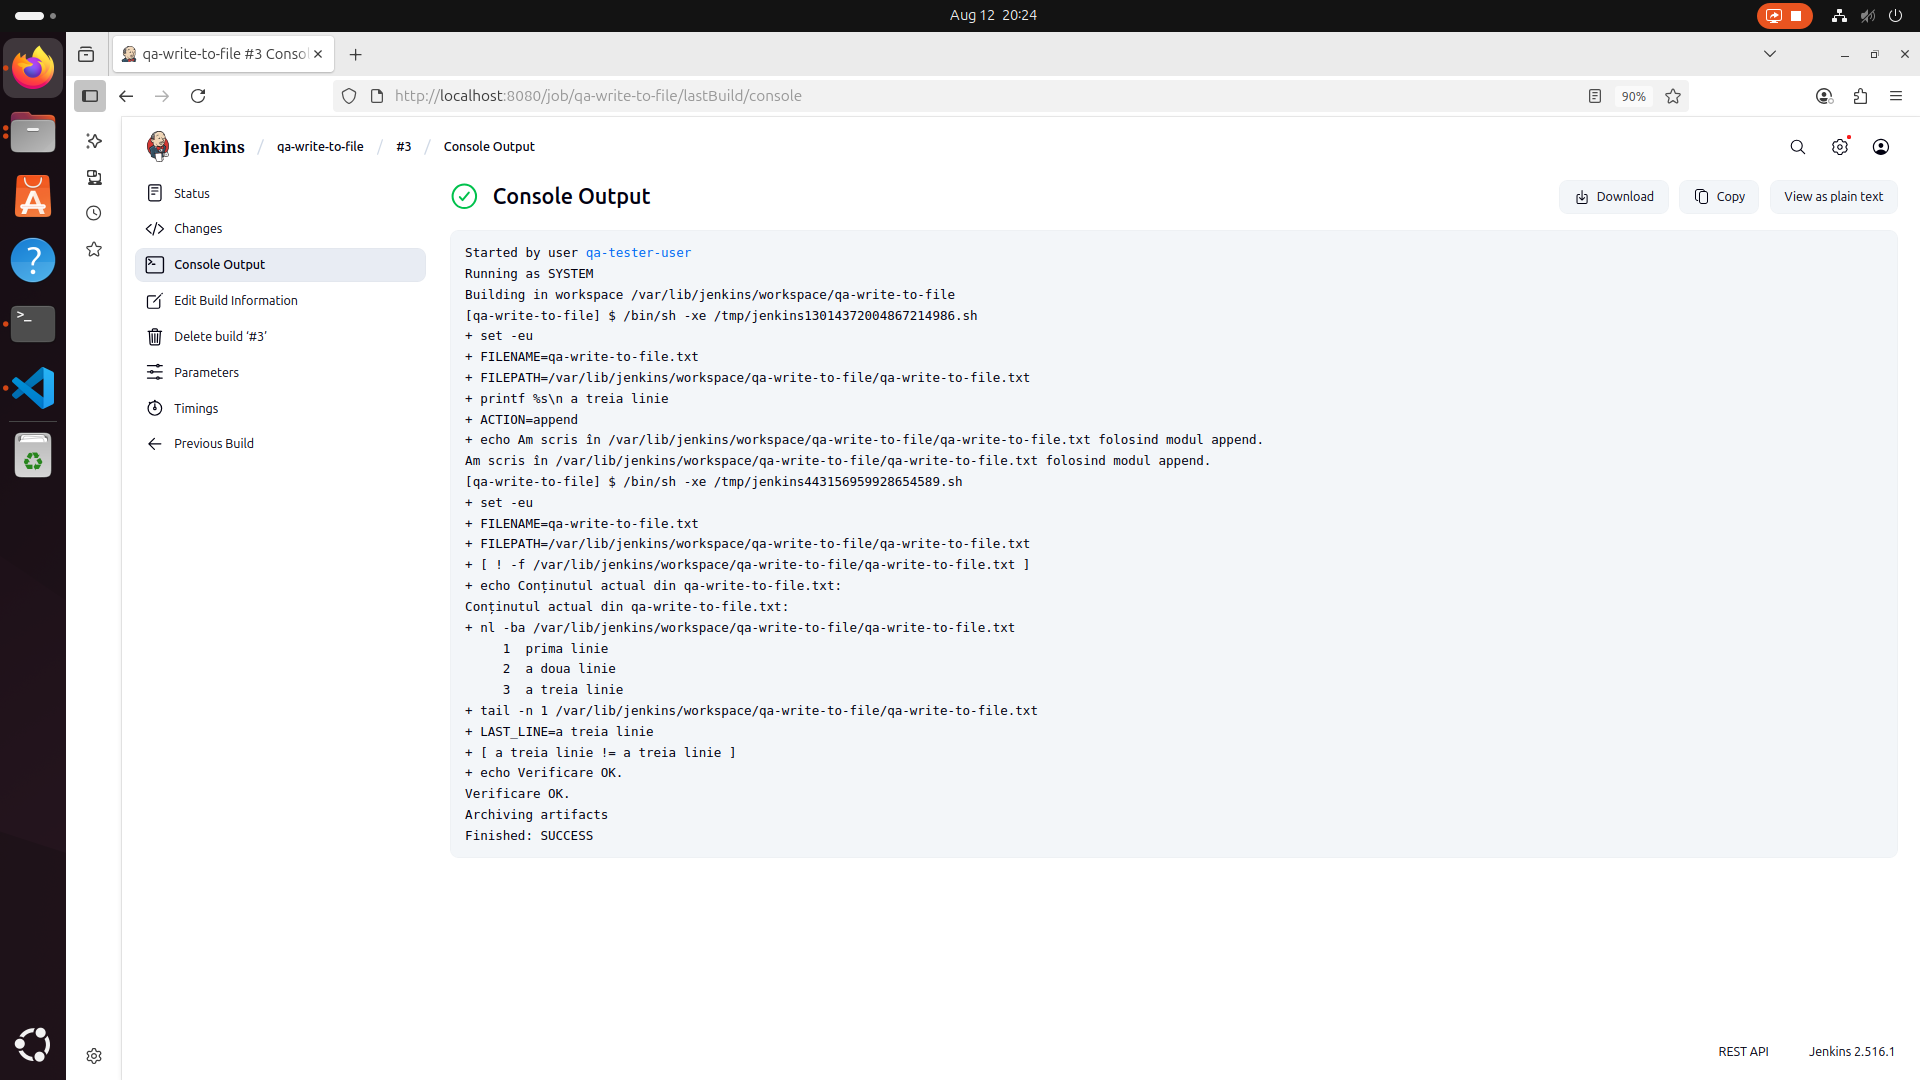 Aug 12 20:24
qa-write-to-file #3 Conso
http://localhost:8080/job/qa-write-to-file/lastBuild/console
90%
Jenkins / qa-write-to-file / #3 / Console Output
Status
Changes
Console Output
Edit Build Information
Delete build ‘#3’
Parameters
Timings
Previous Build
Console Output
Download
Copy
View as plain text
Started by user qa-tester-user
Running as SYSTEM
Building in workspace /var/lib/jenkins/workspace/qa-write-to-file
[qa-write-to-file] $ /bin/sh -xe /tmp/jenkins13014372004867214986.sh
+ set -eu
+ FILENAME=qa-write-to-file.txt
+ FILEPATH=/var/lib/jenkins/workspace/qa-write-to-file/qa-write-to-file.txt
+ printf %s\n a treia linie
+ ACTION=append
+ echo Am scris în /var/lib/jenkins/workspace/qa-write-to-file/qa-write-to-file.txt folosind modul append.
Am scris în /var/lib/jenkins/workspace/qa-write-to-file/qa-write-to-file.txt folosind modul append.
[qa-write-to-file] $ /bin/sh -xe /tmp/jenkins443156959928654589.sh
+ set -eu
+ FILENAME=qa-write-to-file.txt
+ FILEPATH=/var/lib/jenkins/workspace/qa-write-to-file/qa-write-to-file.txt
+ [ ! -f /var/lib/jenkins/workspace/qa-write-to-file/qa-write-to-file.txt ]
+ echo Conținutul actual din qa-write-to-file.txt:
Conținutul actual din qa-write-to-file.txt:
+ nl -ba /var/lib/jenkins/workspace/qa-write-to-file/qa-write-to-file.txt
1 prima linie
2 a doua linie
3 a treia linie
+ tail -n 1 /var/lib/jenkins/workspace/qa-write-to-file/qa-write-to-file.txt
+ LAST_LINE=a treia linie
+ [ a treia linie != a treia linie ]
+ echo Verificare OK.
Verificare OK.
Archiving artifacts
Finished: SUCCESS
REST API
Jenkins 2.516.1